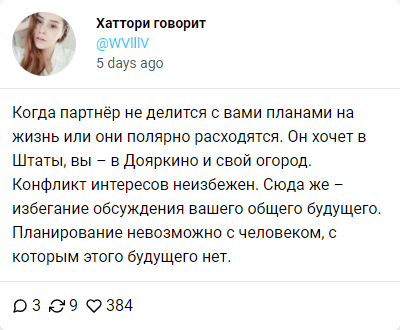 Хаттори говорит
@WVlllV
5 days ago
Когда партнёр не делится с вами планами на
жизнь или они полярно расходятся. Он хочет в
Штаты, вы – в Дояркино и свой огород.
Конфликт интересов неизбежен. Сюда же –
избегание обсуждения вашего общего будущего.
Планирование невозможно с человеком, с
которым этого будущего нет.
3 9 384